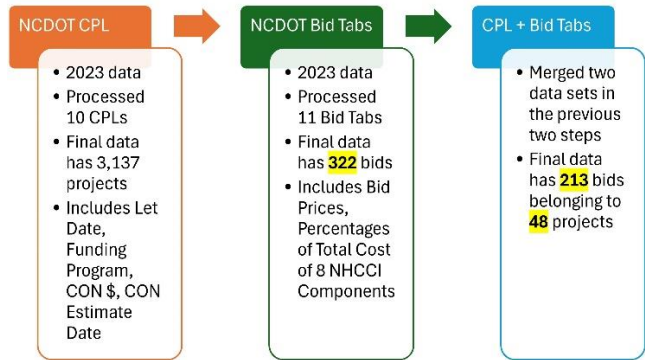 NCDOT CPL
• 2023 data
• Processed
10 CPLs
• Final data
has 3,137
projects
• Includes Let
Date,
Funding
Program,
CON $, CON
Estimate
Date
NCDOT Bid Tabs
• 2023 data
• Processed
11 Bid Tabs
• Final data
has 322 bids
• Includes Bid
Prices,
Percentages
of Total Cost
of 8 NHCCI
Components
CPL + Bid Tabs
• Merged two
data sets in
the previous
two steps
• Final data
has 213 bids
belonging to
48 projects